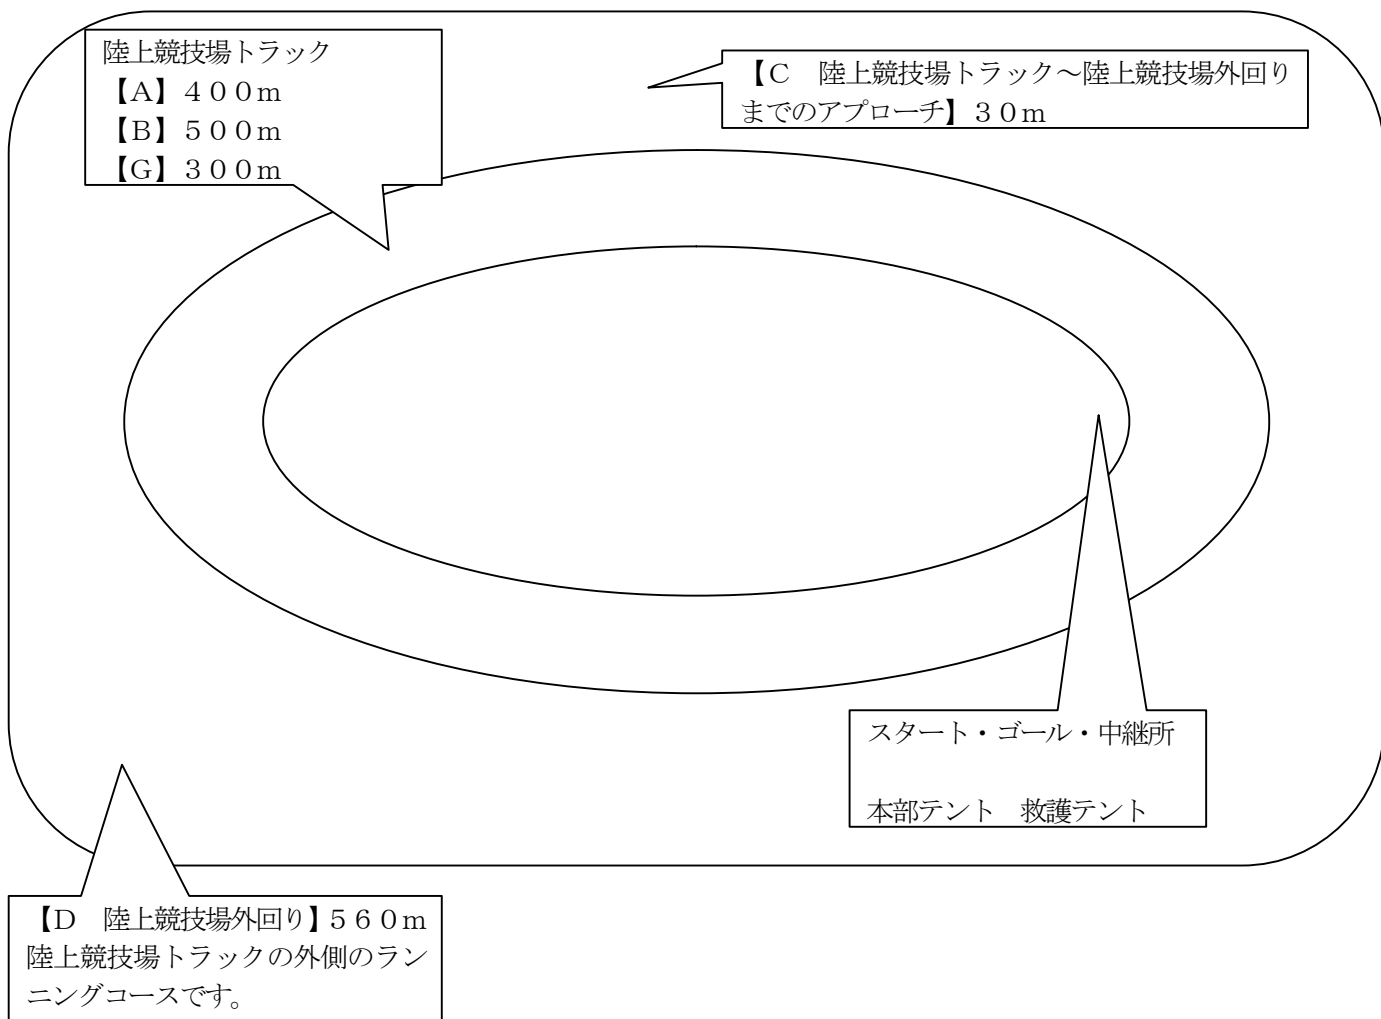 陸上競技場トラック
【A】４００ｍ
【B】５００ｍ
【G】３００ｍ
【C　陸上競技場トラック～陸上競技場外回り
までのアプローチ】３０ｍ
スタート・ゴール・中継所
本部テント　救護テント
【D　陸上競技場外回り】５６０ｍ
陸上競技場トラックの外側のラン
ニングコースです。